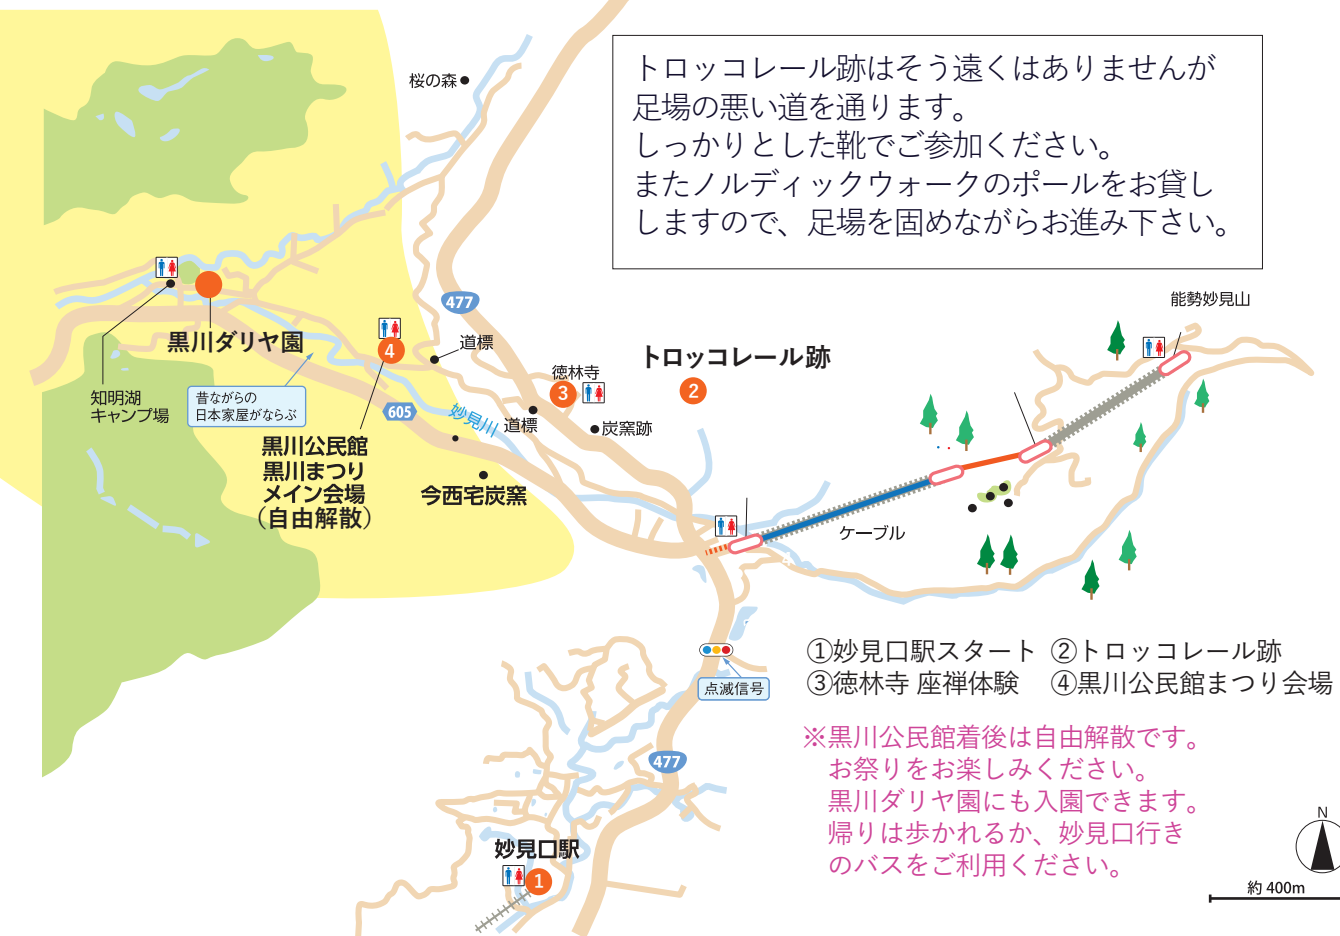 トロッコレール跡はそう遠くはありませんが
足場の悪い道を通ります。
しっかりとした靴でご参加ください。
またノルディックウォークのポールをお貸し
しますので、足場を固めながらお進み下さい。
桜の森
477
能勢妙見山
黒川ダリヤ園
4
道標
徳林寺
3
トロッコレール跡
2
知明湖
キャンプ場
昔ながらの
日本家屋がならぶ
605
妙見川
道標
炭窯跡
黒川公民館
黒川まつり
メイン会場
（自由解散）
今西宅炭窯
ケーブル
点滅信号
①妙見口駅スタート ②トロッコレール跡
③徳林寺 座禅体験 ④黒川公民館まつり会場
※黒川公民館着後は自由解散です。
お祭りをお楽しみください。
黒川ダリヤ園にも入園できます。
帰りは歩かれるか、妙見口行き
のバスをご利用ください。
477
妙見口駅
1
N
約 400m